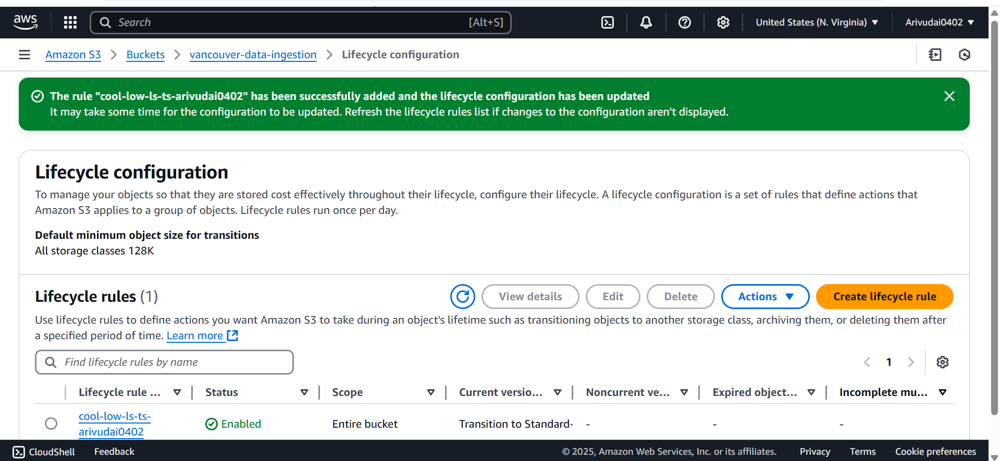 aws
Search [Alt+S] United States (N. Virginia) Arivudai0402
Amazon S3 Buckets vancouver-data-ingestion Lifecycle configuration
The rule "cool-low-ls-ts-arivudai0402" has been successfully added and the lifecycle configuration has been updated
It may take some time for the configuration to be updated. Refresh the lifecycle rules list if changes to the configuration aren't displayed.
Lifecycle configuration
To manage your objects so that they are stored cost effectively throughout their lifecycle, configure their lifecycle. A lifecycle configuration is a set of rules that define actions that
Amazon S3 applies to a group of objects. Lifecycle rules run once per day.
Default minimum object size for transitions
All storage classes 128K
Lifecycle rules (1) View details Edit Delete Actions Create lifecycle rule
Use lifecycle rules to define actions you want Amazon S3 to take during an object's lifetime such as transitioning objects to another storage class, archiving them, or deleting them after
a specified period of time. Learn more
Find lifecycle rules by name 1
Lifecycle rule ... Status Scope Current versio... Noncurrent ve... Expired object... Incomplete mu...
cool-low-ls-ts-
arivudai0402 Enabled Entire bucket Transition to Standard- - - -
CloudShell Feedback © 2025, Amazon Web Services, Inc. or its affiliates. Privacy Terms Cookie preferences